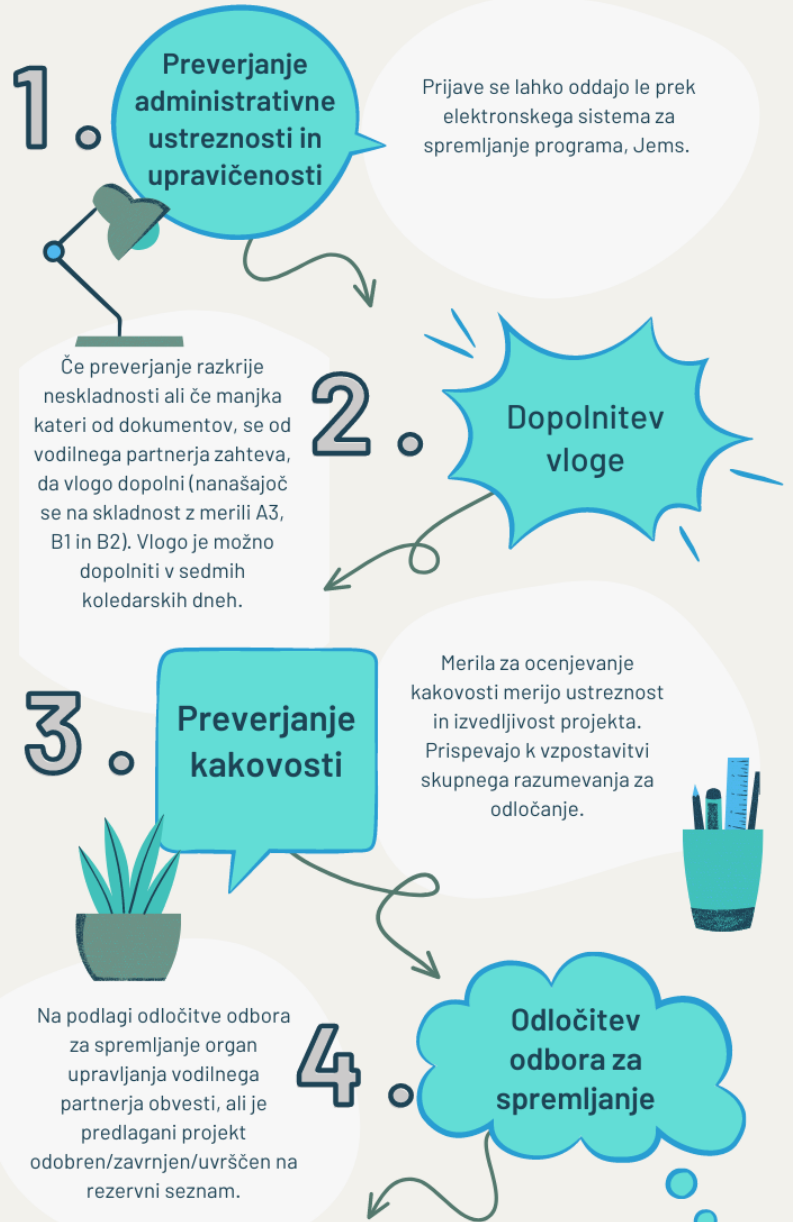 1.
Preverjanje
administrativne
ustreznosti in
upravičenosti
Prijave se lahko oddajo le prek
elektronskega sistema za
spremljanje programa, Jems.
2.
Dopolnitev
vloge
Če preverjanje razkrije
neskladnosti ali če manjka
kateri od dokumentov, se od
vodilnega partnerja zahteva,
da vlogo dopolni (nanašajoč
se na skladnost z merili A3,
B1 in B2). Vlogo je možno
dopolniti v sedmih
koledarskih dneh.
3.
Preverjanje
kakovosti
Merila za ocenjevanje
kakovosti merijo ustreznost
in izvedljivost projekta.
Prispevajo k vzpostavitvi
skupnega razumevanja za
odločanje.
4.
Odločitev
odbora za
spremljanje
Na podlagi odločitve odbora
za spremljanje organ
upravljanja vodilnega
partnerja obvesti, ali je
predlagani projekt
odobren/zavrnjen/uvrščen na
rezervni seznam.